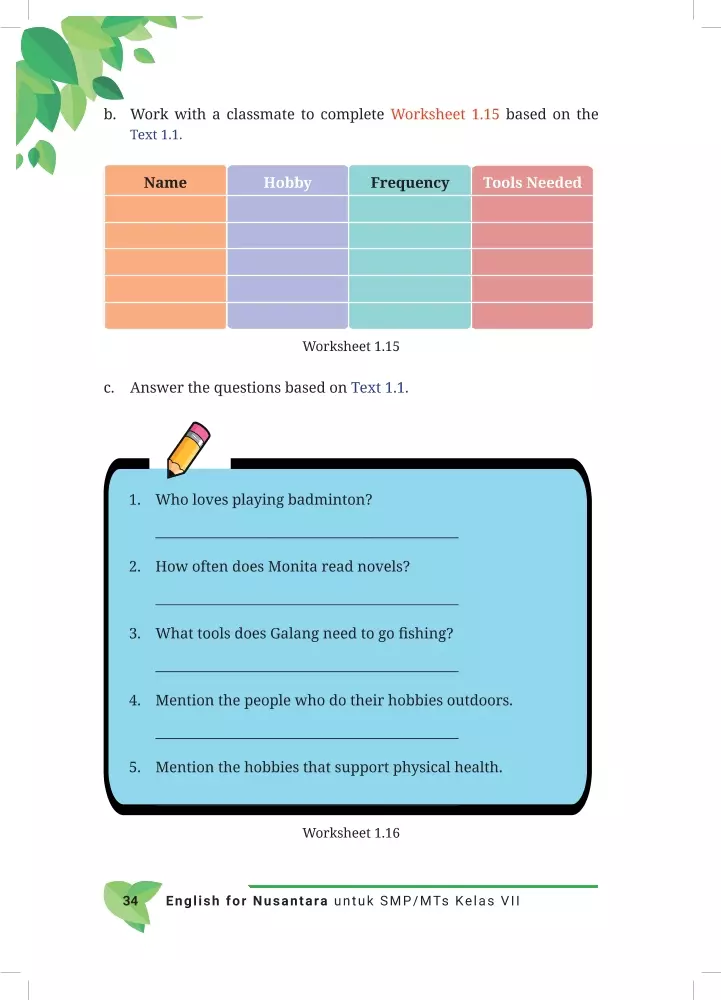 b. Work with a classmate to complete Worksheet 1.15 based on the
Text 1.1.
Name Hobby Frequency Tools Needed
Worksheet 1.15
c. Answer the questions based on Text 1.1.
1. Who loves playing badminton?
2. How often does Monita read novels?
3. What tools does Galang need to go fishing?
4. Mention the people who do their hobbies outdoors.
5. Mention the hobbies that support physical health.
Worksheet 1.16
34 English for Nusantara untuk SMP/MTs Kelas VII